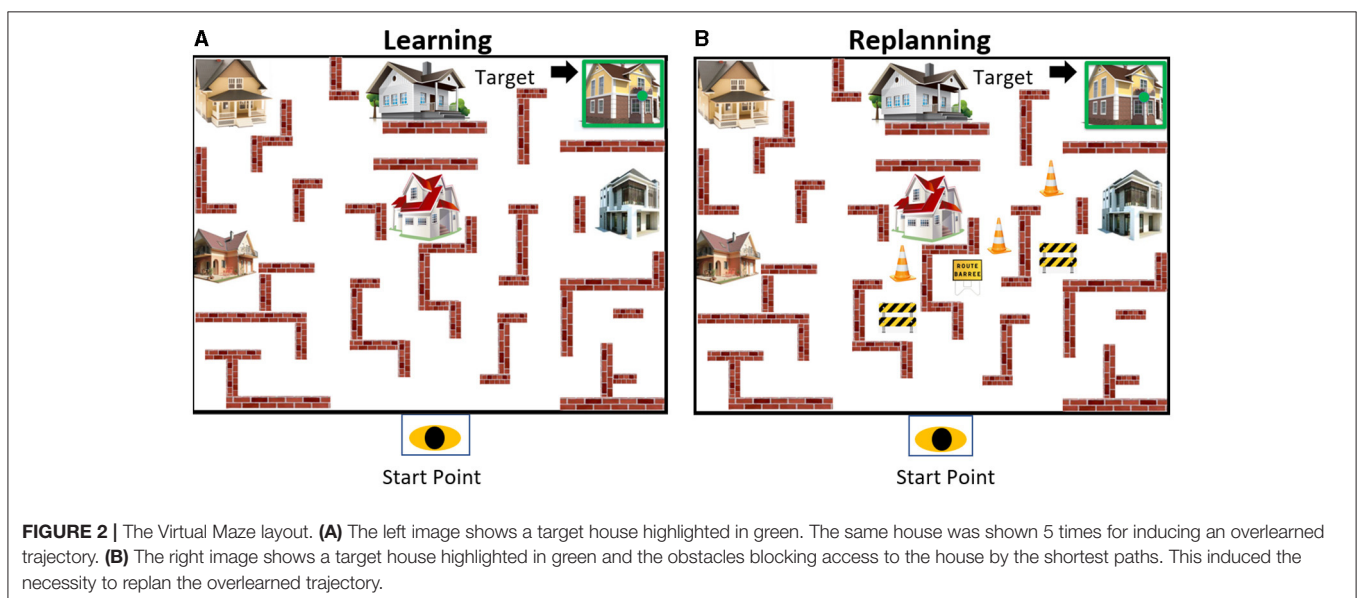 A
Learning
Target
Start Point
B
Replanning
Target
ROUTE
BARREE
Start Point
FIGURE 2 | The Virtual Maze layout. (A) The left image shows a target house highlighted in green. The same house was shown 5 times for inducing an overlearned
trajectory. (B) The right image shows a target house highlighted in green and the obstacles blocking access to the house by the shortest paths. This induced the
necessity to replan the overlearned trajectory.